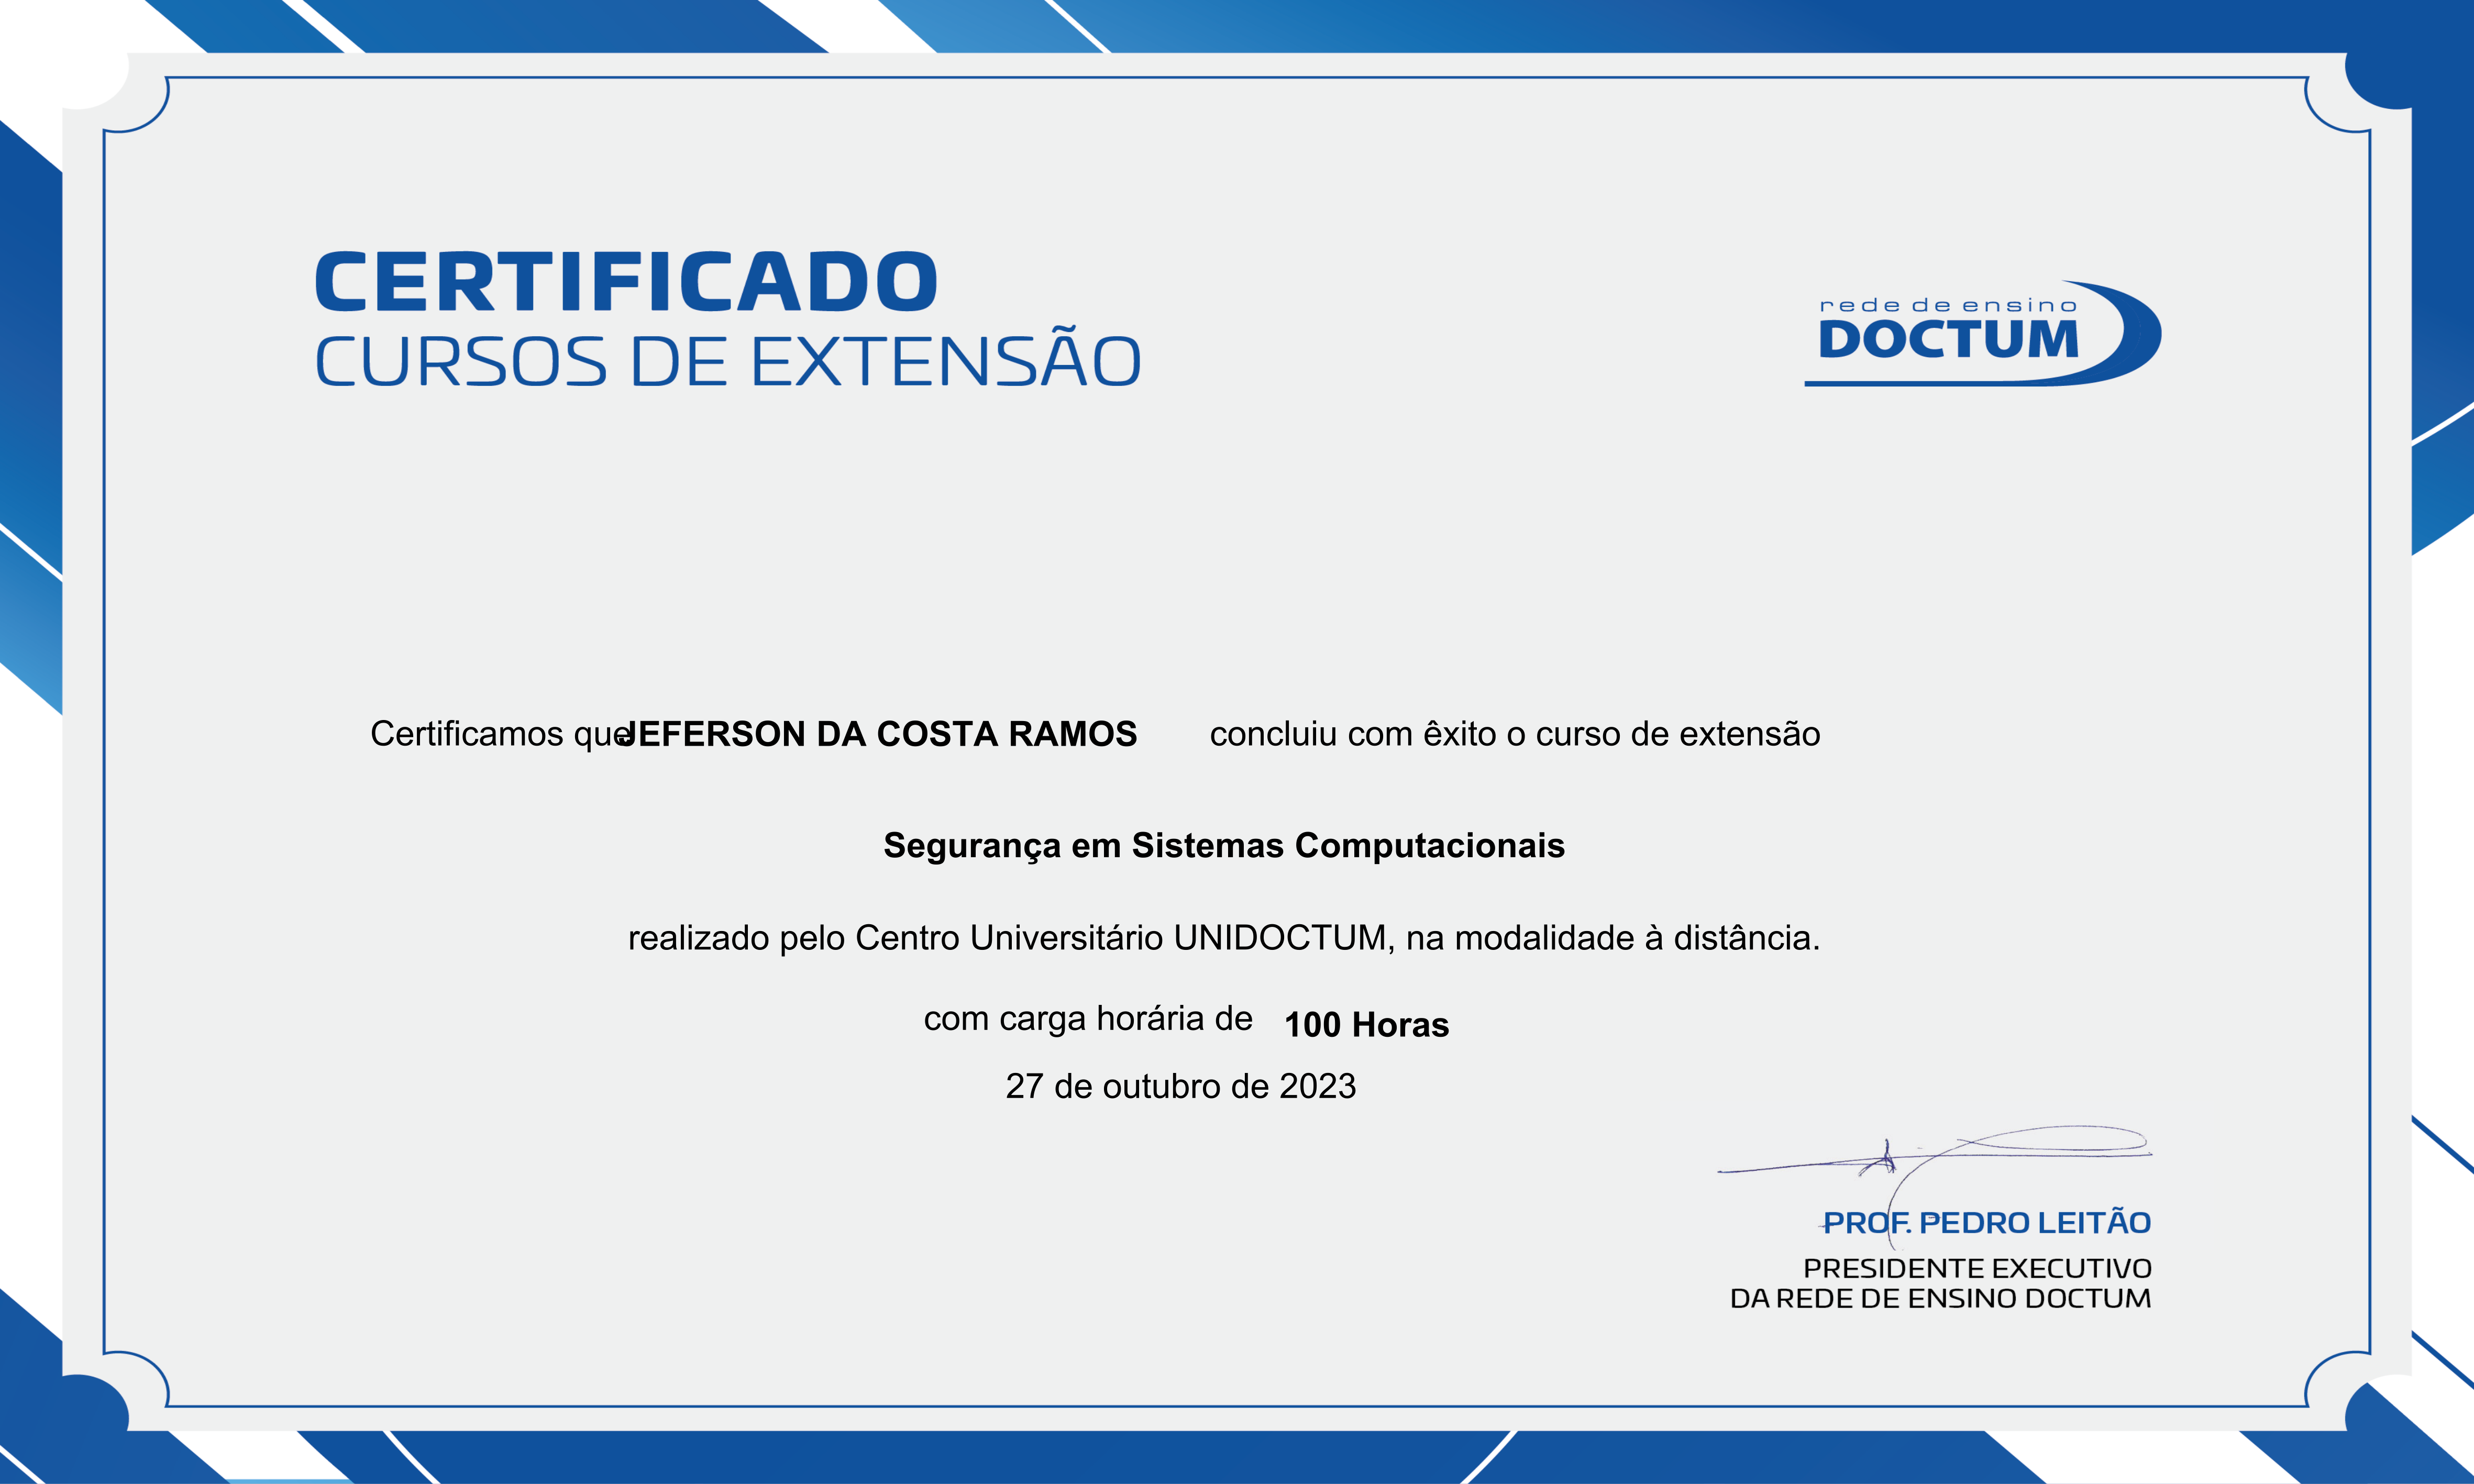 CERTIFICADO
CURSOS DE EXTENSÃO
rede de ensino
DOCTUM
Certificamos que JEFERSON DA COSTA RAMOS concluiu com êxito o curso de extensão
Segurança em Sistemas Computacionais
realizado pelo Centro Universitário UNIDOCTUM, na modalidade à distância.
com carga horária de 100 Horas
27 de outubro de 2023
PROF. PEDRO LEITÃO
PRESIDENTE EXECUTIVO
DA REDE DE ENSINO DOCTUM